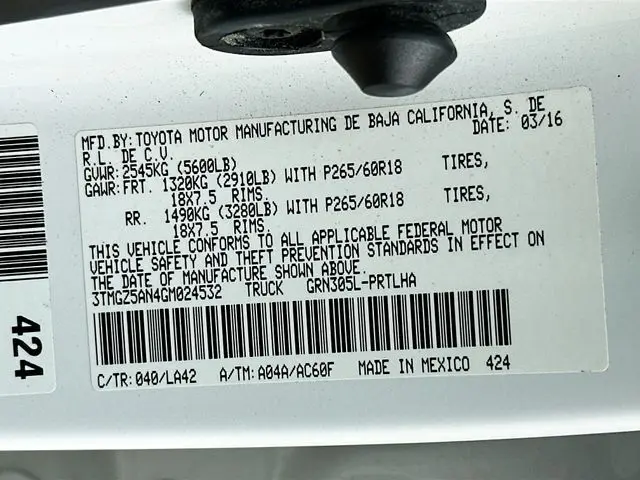 MFD.BY:TOYOTA MOTOR MANUFACTURING DE BAJA CALIFORNIA, S. DE
R.L. DE C.V. DATE: 03/16
GVWR: 2545KG (5600LB)
GAWR:FRT. 1320KG (2910LB) WITH P265/60R18 TIRES,
18X7.5 RIMS.
RR. 1490KG (3280LB) WITH P265/60R18 TIRES,
18X7.5 RIMS.
THIS VEHICLE CONFORMS TO ALL APPLICABLE FEDERAL MOTOR
VEHICLE SAFETY AND THEFT PREVENTION STANDARDS IN EFFECT ON
THE DATE OF MANUFACTURE SHOWN ABOVE.
3TMGZ5AN4GM024532 TRUCK GRN305L-PRTLHA
C/TR: 040/LA42 A/TM: A04A/AC60F MADE IN MEXICO 424
424